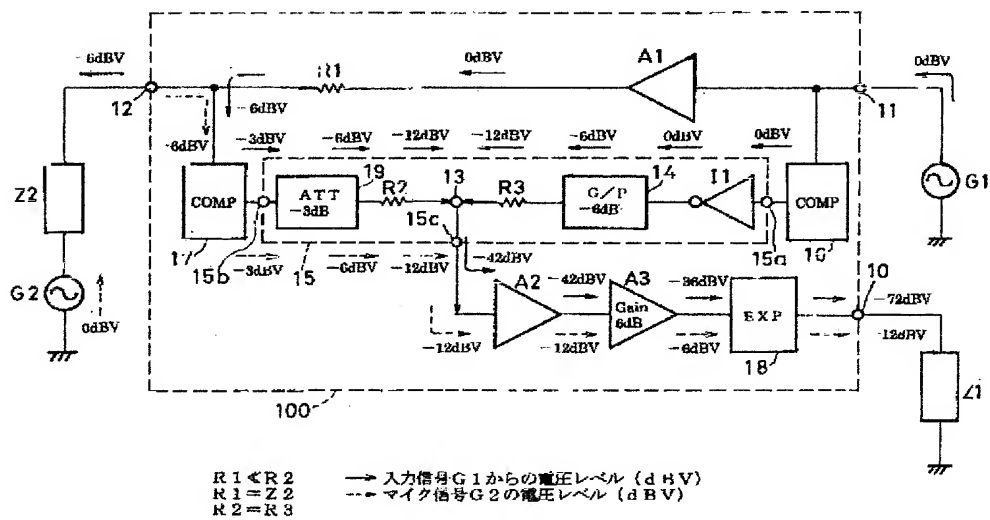 -6dBV
0dBV
A1
0dBV
R1
12
11
-6dBV
-6dBV
-3dBV
-6dBV
-12dBV
-12dBV
-6dBV
0dBV
0dBV
G1
Z2
COMP
19
ATT
-3dB
R2
13
R3
G/P
-6dB
14
I1
COMP
17
15b
15
15c
15a
16
-3dBV
-6dBV
-12dBV
-42dBV
G2
0dBV
A2
-42dBV
A3
Gain
6dB
-36dBV
EXP
10
-72dBV
-12dBV
-12dBV
-6dBV
-12dBV
18
100
Z1
R1≪R2
R1=Z2
R2=R3
入力信号G1からの電圧レベル(dBV)
マイク信号G2の電圧レベル(dBV)